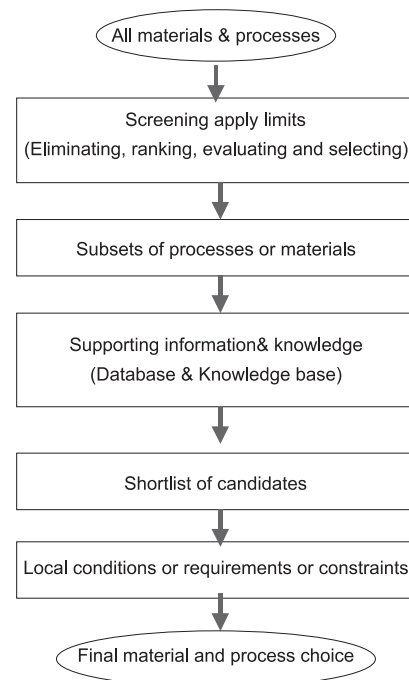 All materials & processes
Screening apply limits
(Eliminating, ranking, evaluating and selecting)
Subsets of processes or materials
Supporting information& knowledge
(Database & Knowledge base)
Shortlist of candidates
Local conditions or requirements or constraints
Final material and process choice